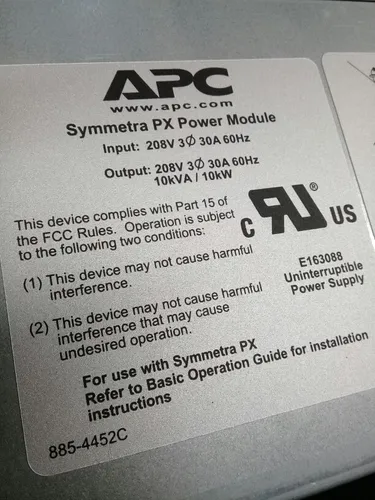 APC
www.apc.com
Symmetra PX Power Module
Input: 208V 3Ø 30A 60Hz
Output: 208V 3Ø 30A 60Hz
10kVA / 10kW
This device complies with Part 15 of
the FCC Rules. Operation is subject
to the following two conditions:
(1) This device may not cause harmful
interference.
(2) This device may not cause harmful
interference that may cause
undesired operation.
C RU® US
E163088
Uninterruptible
Power Supply
For use with Symmetra PX
Refer to Basic Operation Guide for installation
instructions
885-4452C